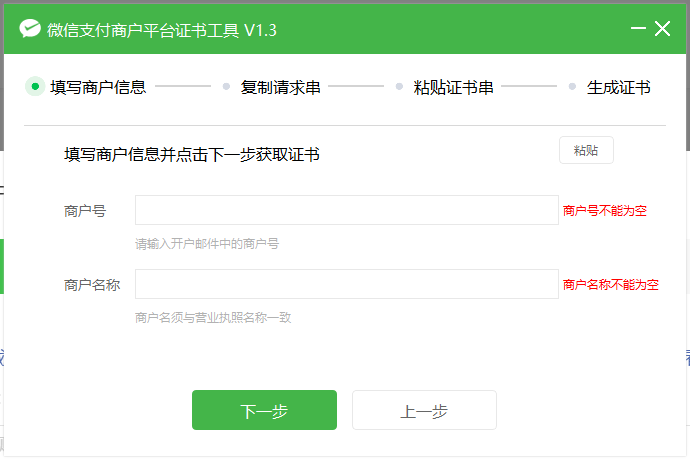 微信支付商户平台证书工具 V1.3
填写商户信息 复制请求串 粘贴证书串 生成证书
填写商户信息并点击下一步获取证书 粘贴
商户号 商户号不能为空
请输入开户邮件中的商户号
商户名称 商户名称不能为空
商户名须与营业执照名称一致
下一步 上一步